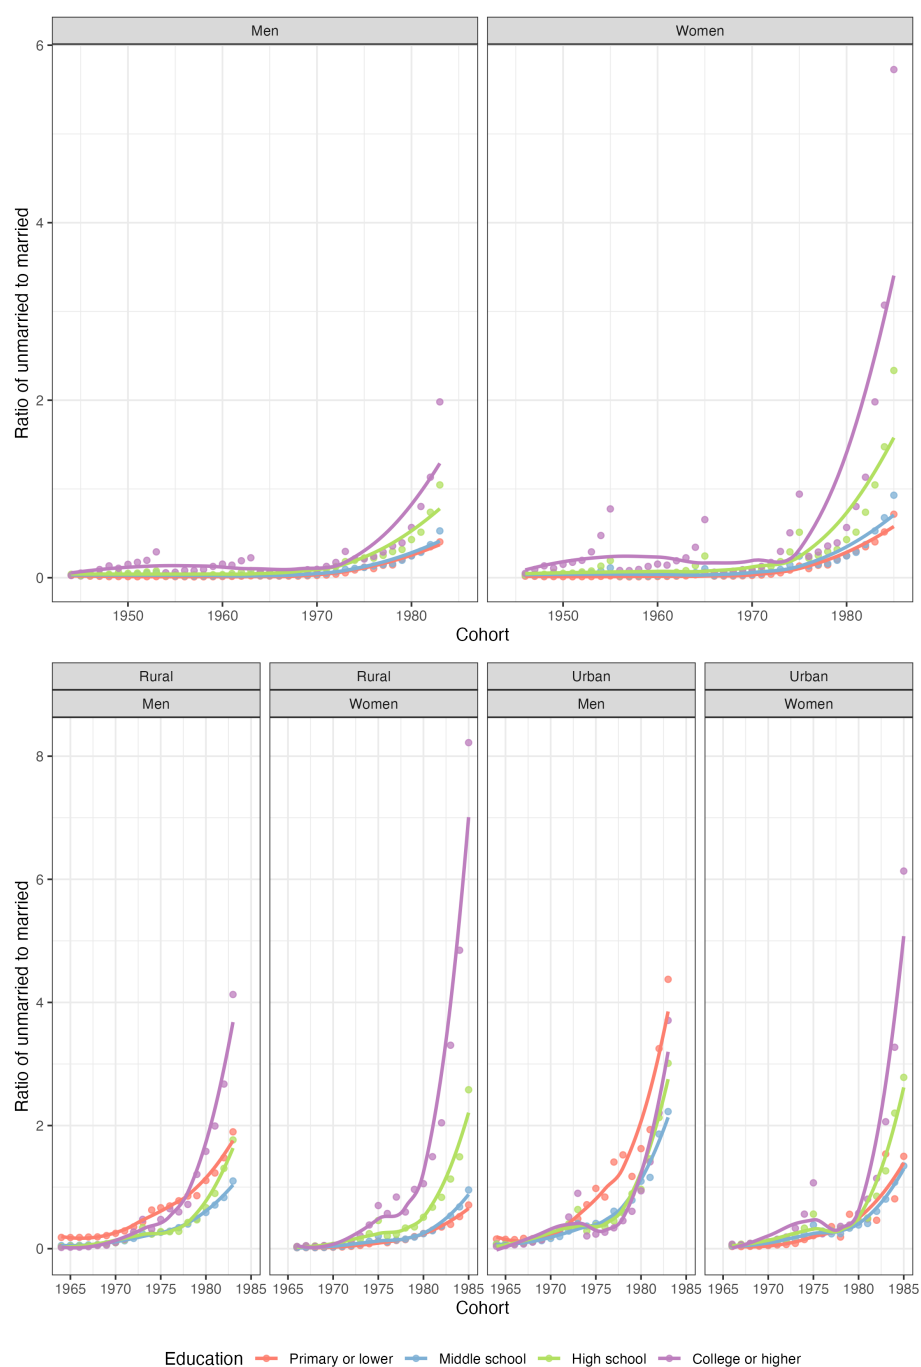 Men Women
Ratio of unmarried to married
6
4
2
0
1950 1960 1970 1980 1950 1960 1970 1980
Cohort
Rural Rural Urban Urban
Men Women Men Women
Ratio of unmarried to married
8
6
4
2
0
1965 1970 1975 1980 1985 1965 1970 1975 1980 1985 1965 1970 1975 1980 1985 1965 1970 1975 1980 1985
Cohort
Education Primary or lower Middle school High school College or higher